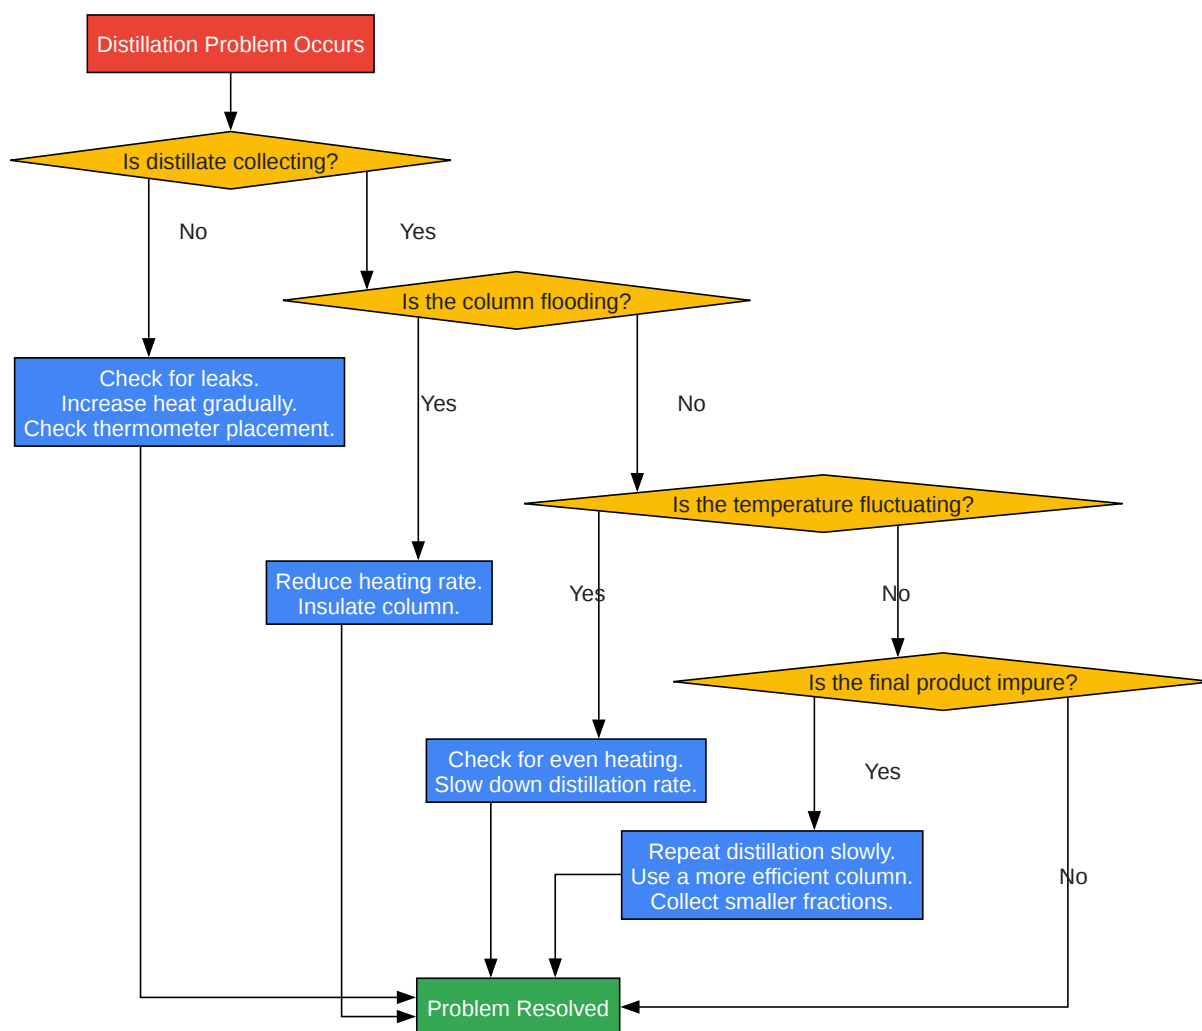 Distillation Problem Occurs
Is distillate collecting?
No
Yes
Is the column flooding?
Check for leaks.
Increase heat gradually.
Check thermometer placement.
Yes
No
Is the temperature fluctuating?
Reduce heating rate.
Insulate column.
Yes
No
Is the final product impure?
Check for even heating.
Slow down distillation rate.
Yes
Repeat distillation slowly.
Use a more efficient column.
Collect smaller fractions.
No
Problem Resolved